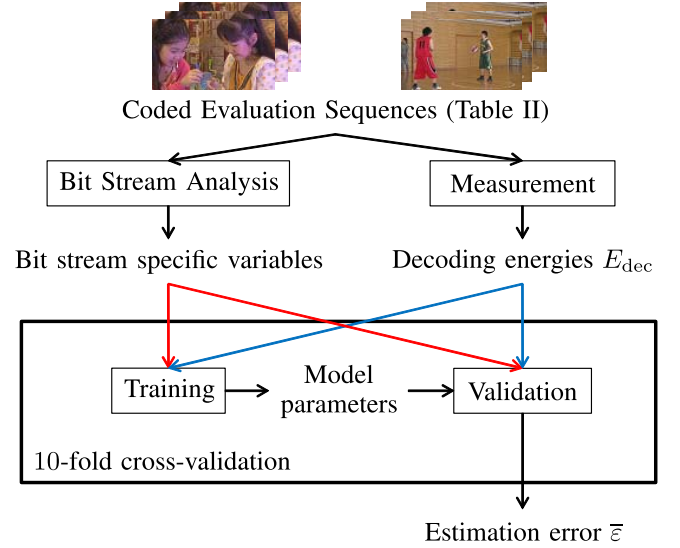 Coded Evaluation Sequences (Table II)
Bit Stream Analysis
Measurement
Bit stream specific variables
Decoding energies E_dec
Training
Model
parameters
Validation
10-fold cross-validation
Estimation error ε̅